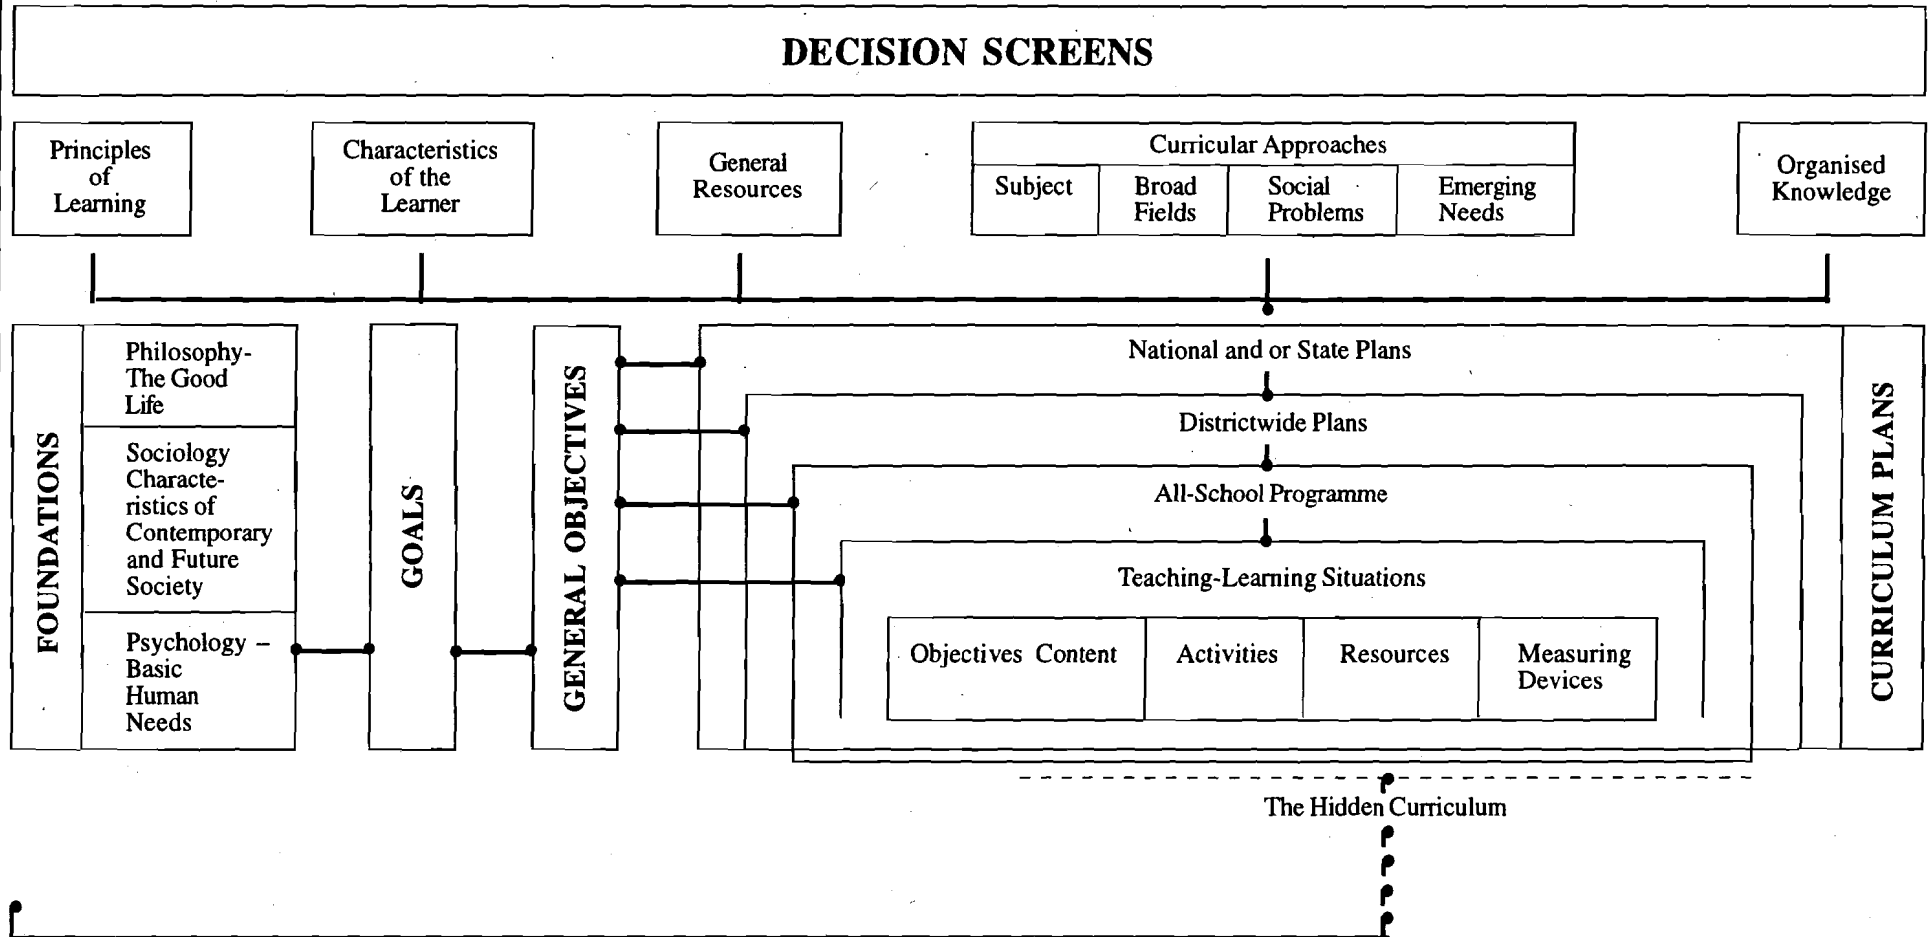 DECISION SCREENS
Principles
of
Learning
Characteristics
of the
Learner
General
Resources
Curricular Approaches
Subject
Broad
Fields
Social
Problems
Emerging
Needs
Organised
Knowledge
FOUNDATIONS
Philosophy-
The Good
Life
Sociology
Characte-
ristics of
Contemporary
and Future
Society
Psychology –
Basic
Human
Needs
GOALS
GENERAL OBJECTIVES
National and or State Plans
Districtwide Plans
All-School Programme
Teaching-Learning Situations
Objectives Content
Activities
Resources
Measuring
Devices
CURRICULUM PLANS
The Hidden Curriculum